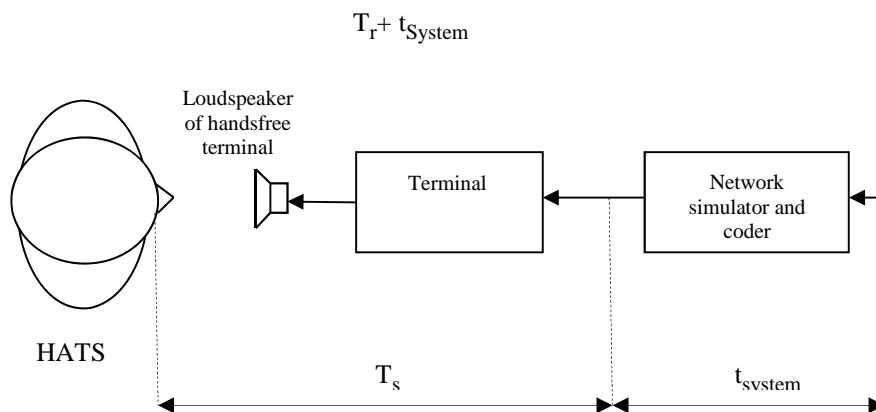 Tr+ tSystem
Loudspeaker
of handsfree
terminal
Terminal
Network
simulator and
coder
HATS
Ts
tsystem